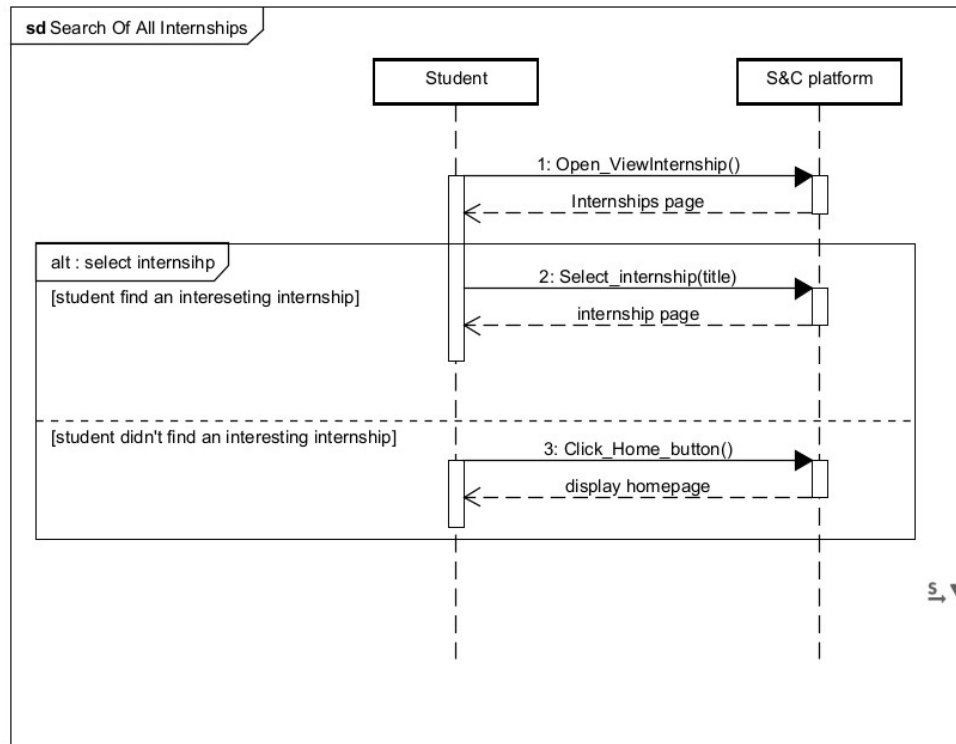 sd Search Of All Internships
Student
S&C platform
1: Open_ViewInternship()
Internships page
alt : select internsihp
[student find an intereseting internship]
2: Select_internship(title)
internship page
[student didn't find an interesting internship]
3: Click_Home_button()
display homepage
S